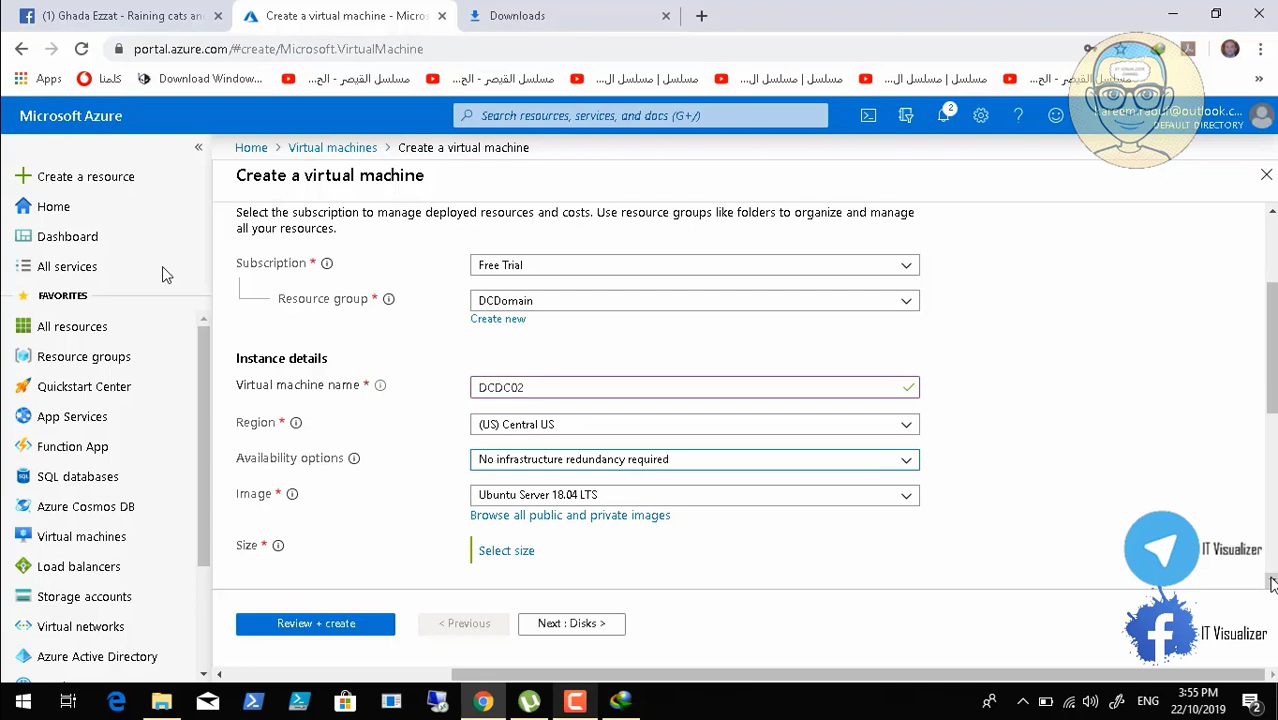 (1) Ghada Ezzat - Raining cats an
Create a virtual machine - Micros
Downloads
portal.azure.com/#create/Microsoft.VirtualMachine
Apps
كلمنا
Download Window...
مسلسل القيصر - الح...
مسلسل القيصر - الح...
مسلسل | مسلسل ال...
مسلسل | مسلسل ال...
مسلسل | مسلسل ال...
مسلسل القيصر - الح...
»
Microsoft Azure
Search resources, services, and docs (G+/)
2
@outlook.c...
DEFAULT DIRECTORY
IT VISUALIZER
CHANNEL
Home > Virtual machines > Create a virtual machine
Create a virtual machine
Create a resource
Home
Dashboard
All services
FAVORITES
All resources
Resource groups
Quickstart Center
App Services
Function App
SQL databases
Azure Cosmos DB
Virtual machines
Load balancers
Storage accounts
Virtual networks
Azure Active Directory
Select the subscription to manage deployed resources and costs. Use resource groups like folders to organize and manage
all your resources.
Subscription *
Free Trial
Resource group *
DCDomain
Create new
Instance details
Virtual machine name *
DCDC02
Region *
(US) Central US
Availability options
No infrastructure redundancy required
Image *
Ubuntu Server 18.04 LTS
Browse all public and private images
Size *
Select size
Review + create
< Previous
Next : Disks >
IT Visualizer
IT Visualizer
ENG
3:55 PM
22/10/2019
2